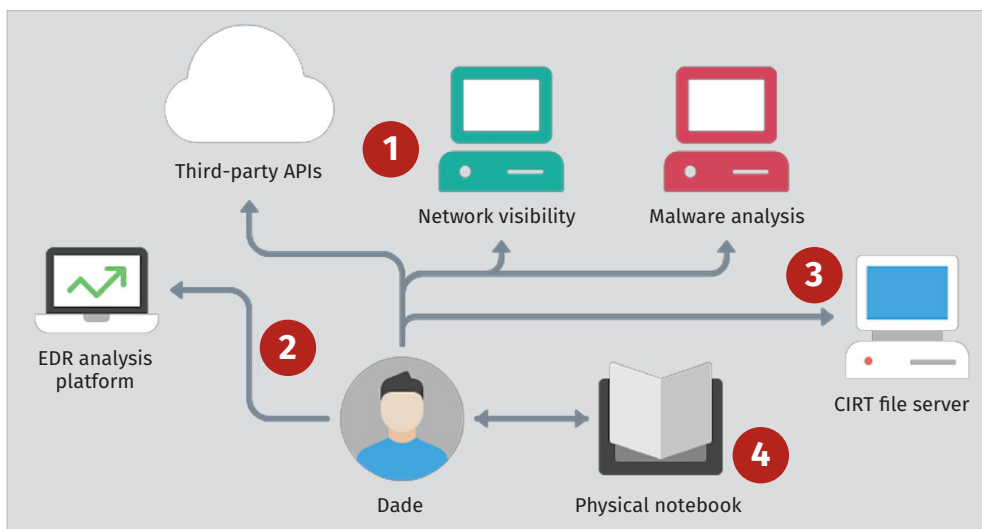 1
Third-party APIs
Network visibility
Malware analysis
3
2
EDR analysis
platform
CIRT file server
4
Dade
Physical notebook